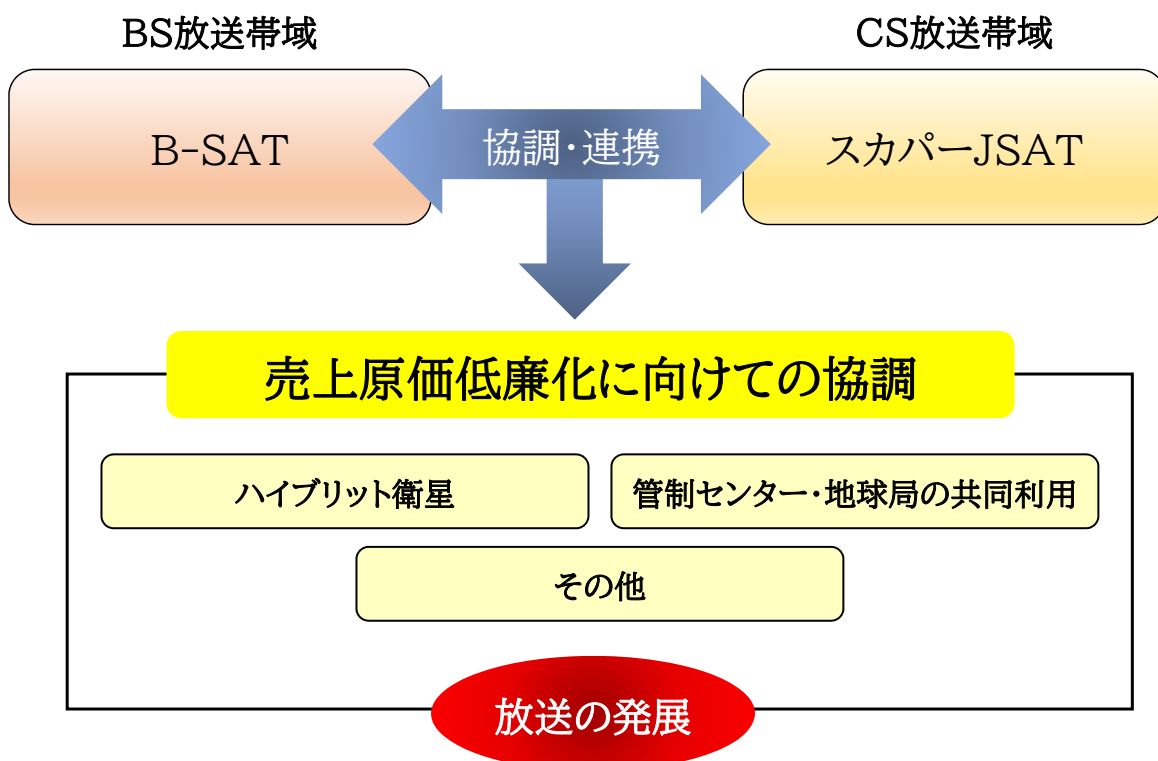 BS放送帯域
CS放送帯域
B-SAT
協調・連携
スカパーJSAT
売上原価低廉化に向けての協調
ハイブリット衛星
管制センター・地球局の共同利用
その他
放送の発展